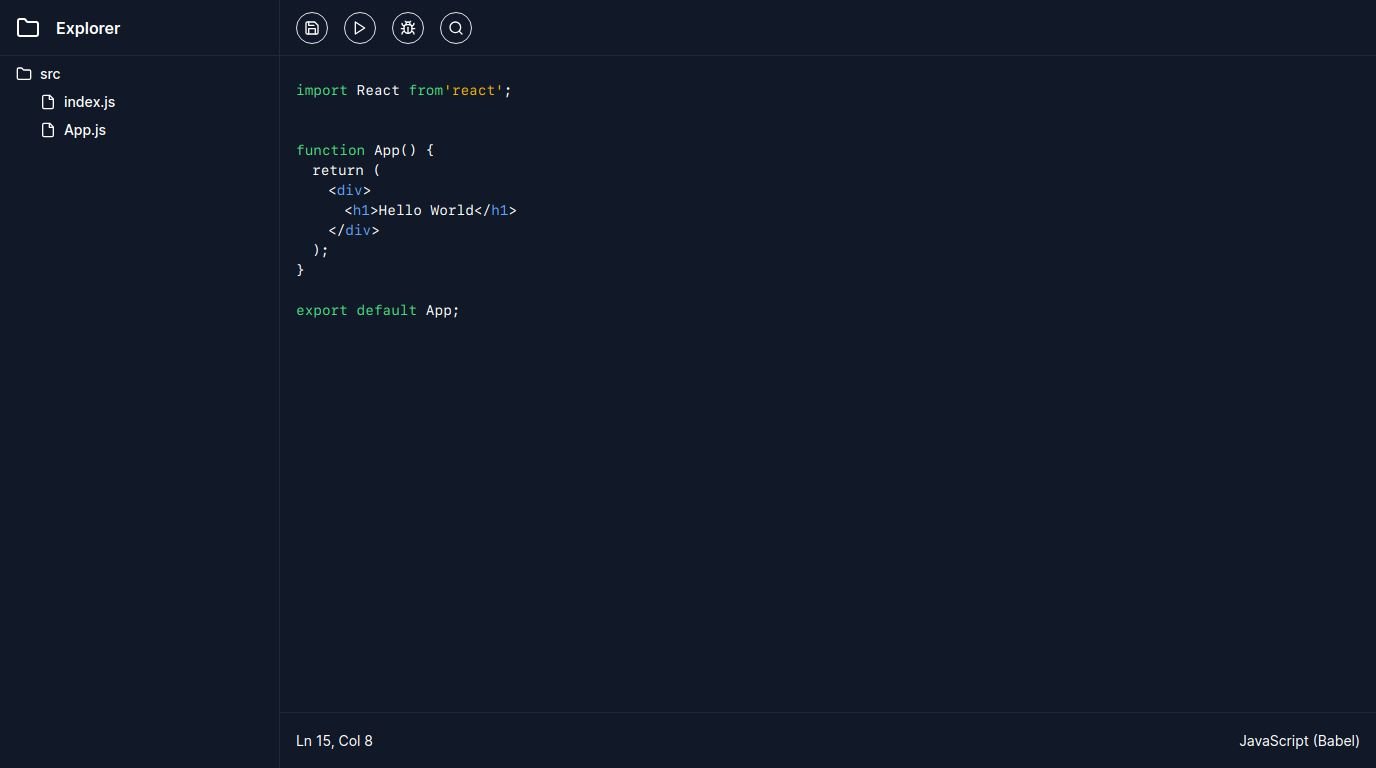 Explorer
src
index.js
App.js
import React from'react';
function App() {
return (
<div>
<h1>Hello World</h1>
</div>
);
}
export default App;
Ln 15, Col 8
JavaScript (Babel)